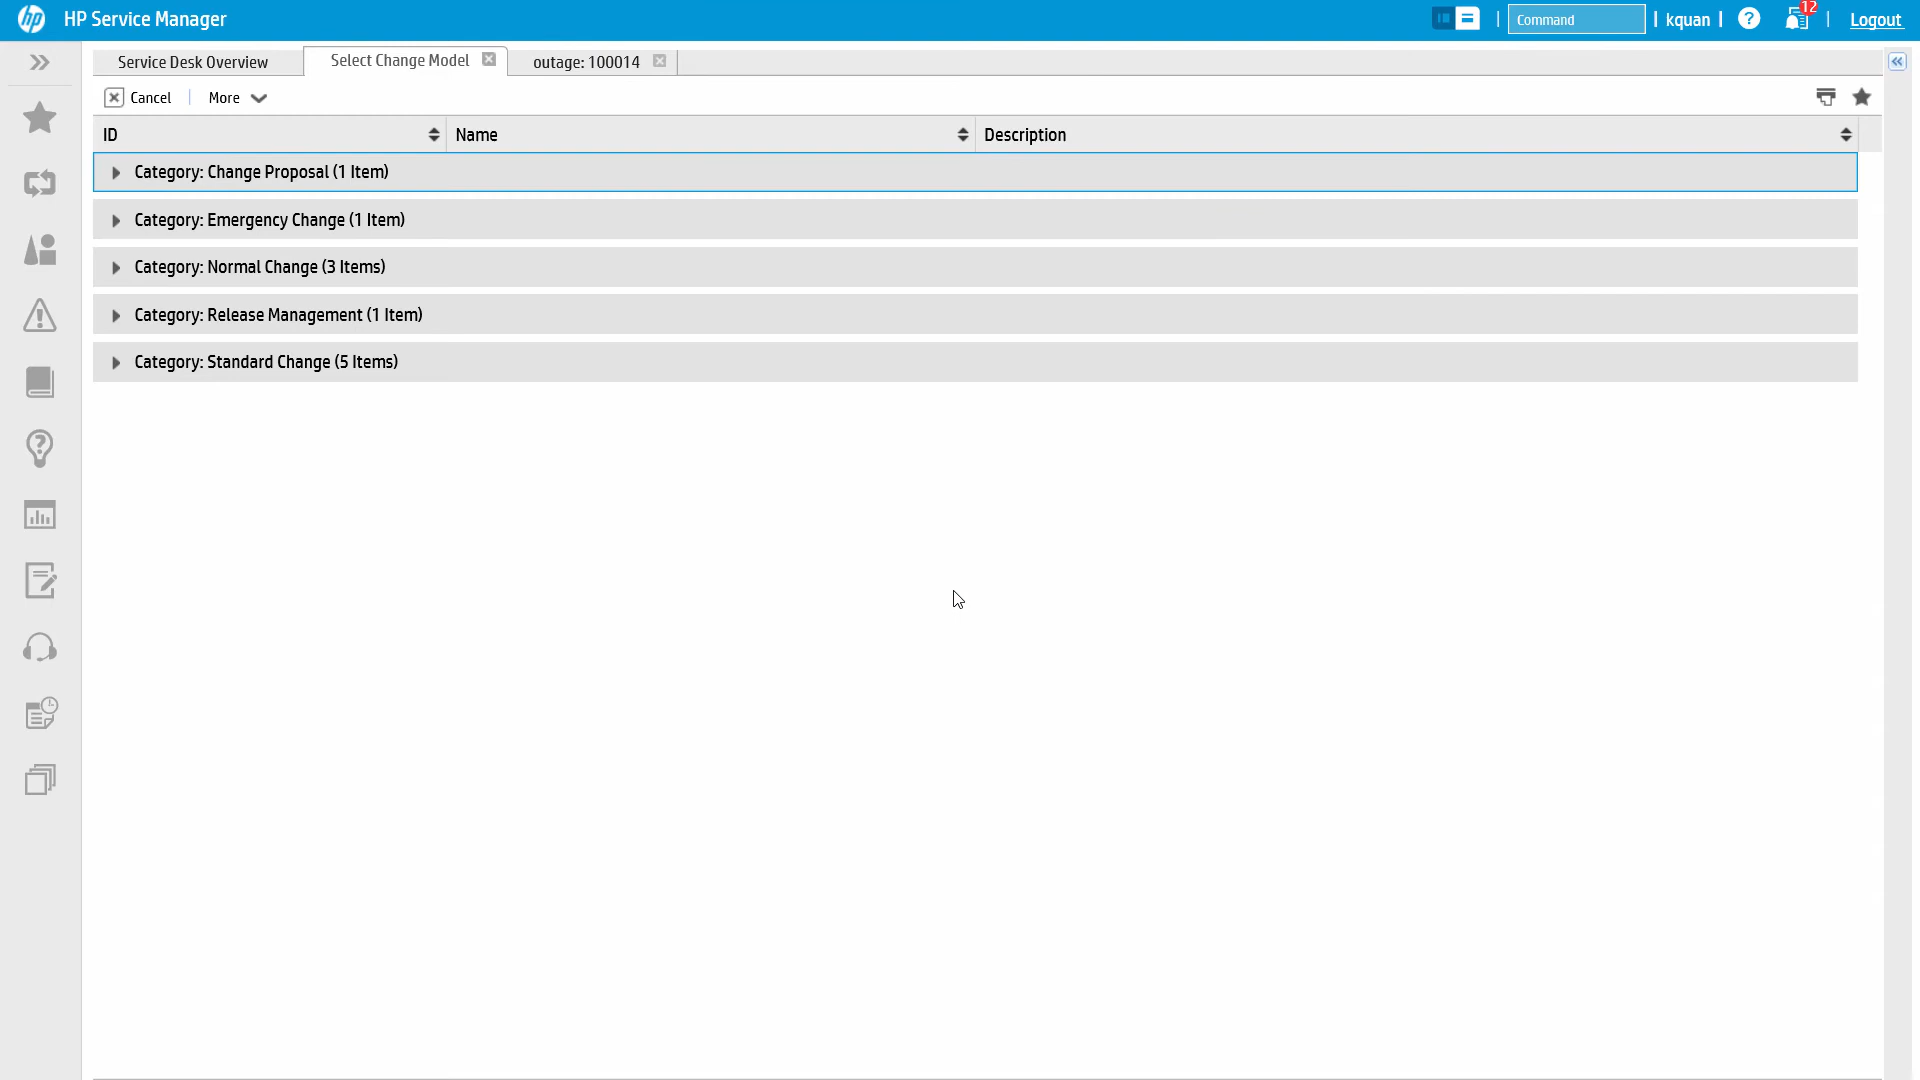 hp HP Service Manager Command kquan ? 12 Logout
Service Desk Overview Select Change Model outage: 100014
Cancel More
ID Name Description
Category: Change Proposal (1 Item)
Category: Emergency Change (1 Item)
Category: Normal Change (3 Items)
Category: Release Management (1 Item)
Category: Standard Change (5 Items)